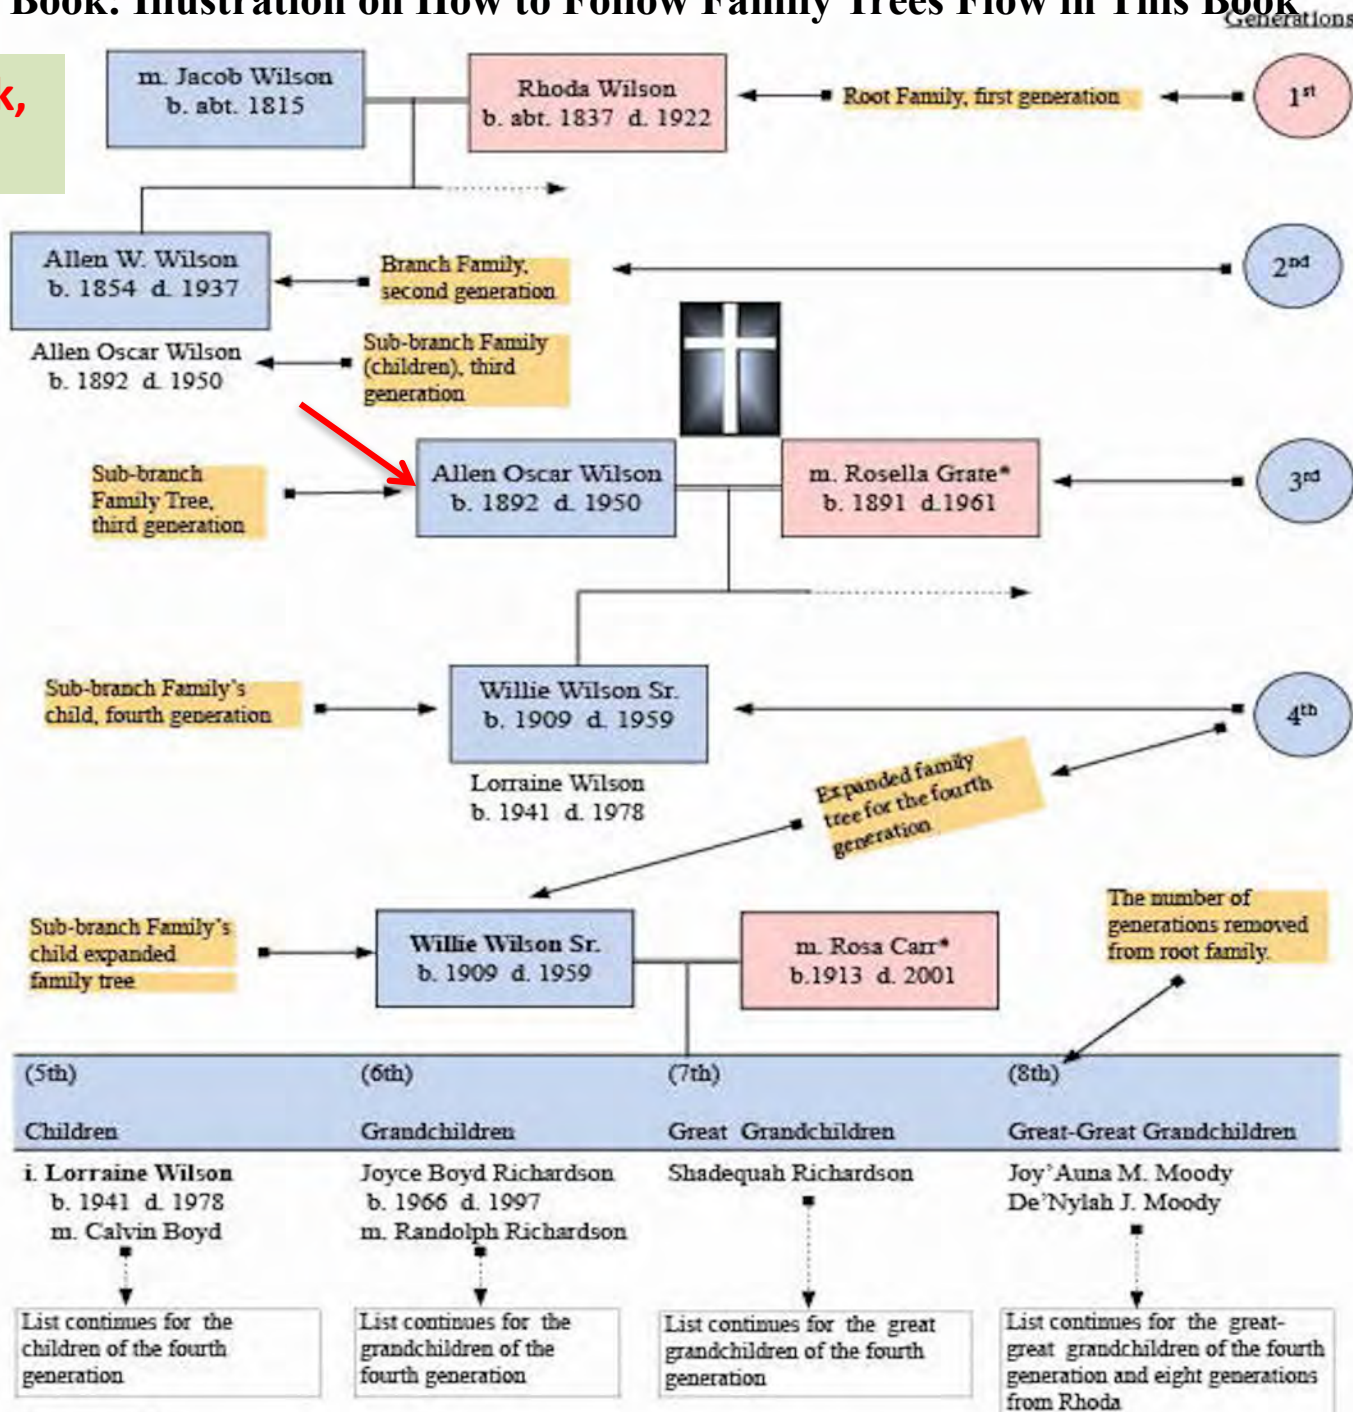 Book: Illustration on How to Follow Family Trees Flow in This Book
Generations
k,
m. Jacob Wilson
b. abt. 1815
Rhoda Wilson
b. abt. 1837 d. 1922
Root Family, first generation
1st
Allen W. Wilson
b. 1854 d. 1937
Branch Family,
second generation
2nd
Allen Oscar Wilson
b. 1892 d. 1950
Sub-branch Family
(children), third
generation
Sub-branch
Family Tree,
third generation
Allen Oscar Wilson
b. 1892 d. 1950
m. Rosella Grate*
b. 1891 d.1961
3rd
Sub-branch Family's
child, fourth generation
Willie Wilson Sr.
b. 1909 d. 1959
4th
Lorraine Wilson
b. 1941 d. 1978
Expanded family
tree for the fourth
generation
Sub-branch Family's
child expanded
family tree
Willie Wilson Sr.
b. 1909 d. 1959
m. Rosa Carr*
b.1913 d. 2001
The number of
generations removed
from root family.
(5th)
Children
(6th)
Grandchildren
(7th)
Great Grandchildren
(8th)
Great-Great Grandchildren
i. Lorraine Wilson
b. 1941 d. 1978
m. Calvin Boyd
Joyce Boyd Richardson
b. 1966 d. 1997
m. Randolph Richardson
Shadequah Richardson
Joy'Auna M. Moody
De'Nylah J. Moody
List continues for the
children of the fourth
generation
List continues for the
grandchildren of the
fourth generation
List continues for the great
grandchildren of the fourth
generation
List continues for the great-
great grandchildren of the fourth
generation and eight generations
from Rhoda